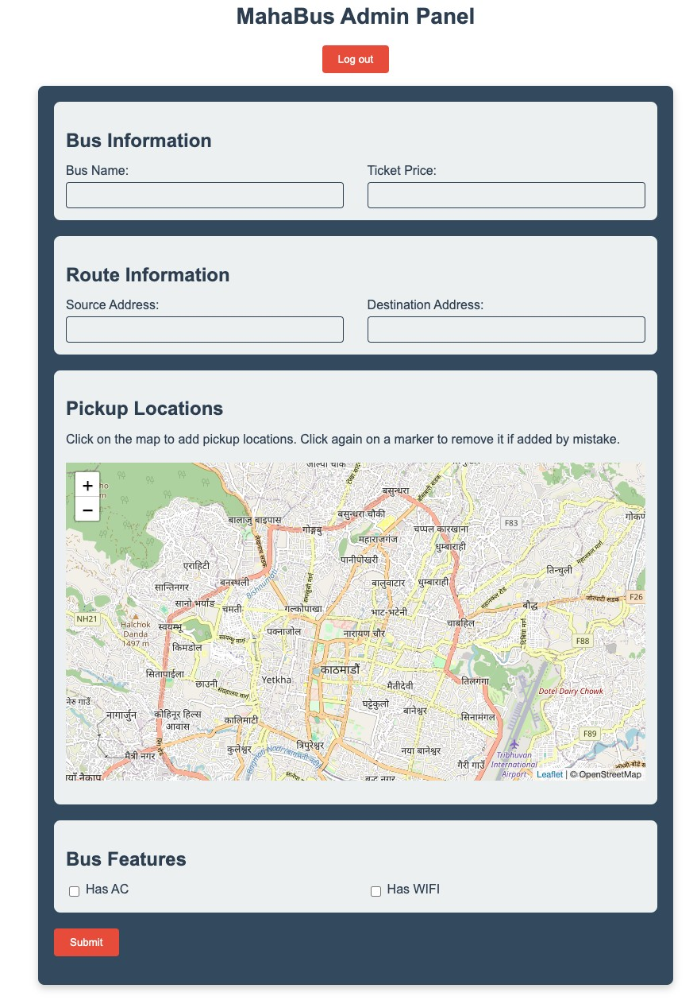 MahaBus Admin Panel
Log out
Bus Information
Bus Name:
Ticket Price:
Route Information
Source Address:
Destination Address:
Pickup Locations
Click on the map to add pickup locations. Click again on a marker to remove it if added by mistake.
+
−
बसुन्धरा
बालाजु बाइपास
बसुन्धरा चौकी
गोङ्गबु
चप्पल कारखाना
F83
महाराजगंज
धुम्बाराही
एराहिटी
पानीपोखरी
तिन्चुली
Bishnumati
बनस्थली
बालुवाटार
धुम्बाराही
सान्तिनगर
सानो भर्याङ
चमती
गल्कोपाखा
भाट-भटेनी
बौद्ध
जोरपाटी सडक
F26
NH21
Halchok
Danda
1497 m
स्वयम्भू
पक्नाजोल
नारायण चौर
चाबहिल
F88
किमडोल
स्वयम्भू मार्ग
सितापाईला
छाउनी
Yetkha
काठमाडौं
मैतीदेवी
तिलगंगा
Dotel Dairy Chowk
नागार्जुन
कोहिनूर हिल्स
आवास
कालिमाटी
घट्टेकुलो
बानेश्वर
सिनामंगल
F89
मैत्री नगर
कुलेश्वर
त्रिपुरेश्वर
नया बानेश्वर
गैरी गाउँ
Tribhuvan
International
Airport
Leaflet | © OpenStreetMap
Bus Features
Has AC
Has WIFI
Submit